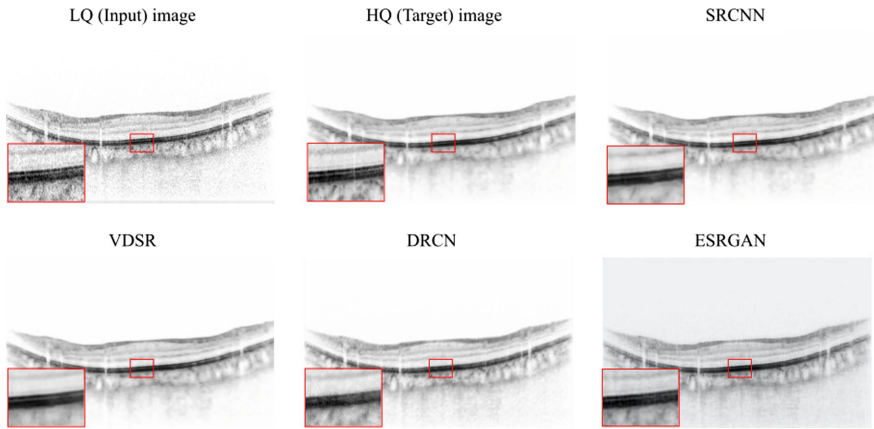 LQ (Input) image
HQ (Target) image
SRCNN
VDSR
DRCN
ESRGAN